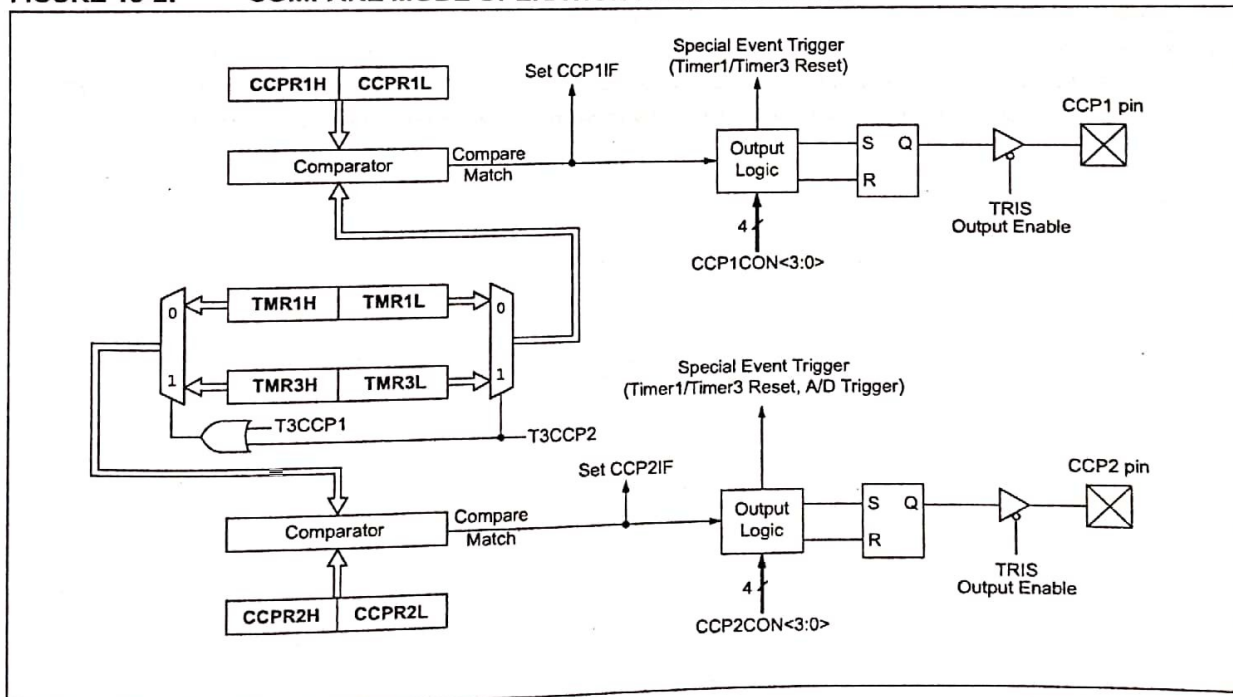 Special Event Trigger
(Timer1/Timer3 Reset)
Set CCP1IF
CCPR1H CCPR1L
CCP1 pin
Comparator
Compare
Match
Output
Logic
S Q
R
TRIS
Output Enable
4
CCP1CON<3:0>
0 TMR1H TMR1L 0
1 TMR3H TMR3L 1
T3CCP1
T3CCP2
Special Event Trigger
(Timer1/Timer3 Reset, A/D Trigger)
Set CCP2IF
CCP2 pin
Comparator
Compare
Match
Output
Logic
S Q
R
TRIS
Output Enable
4
CCPR2H CCPR2L
CCP2CON<3:0>